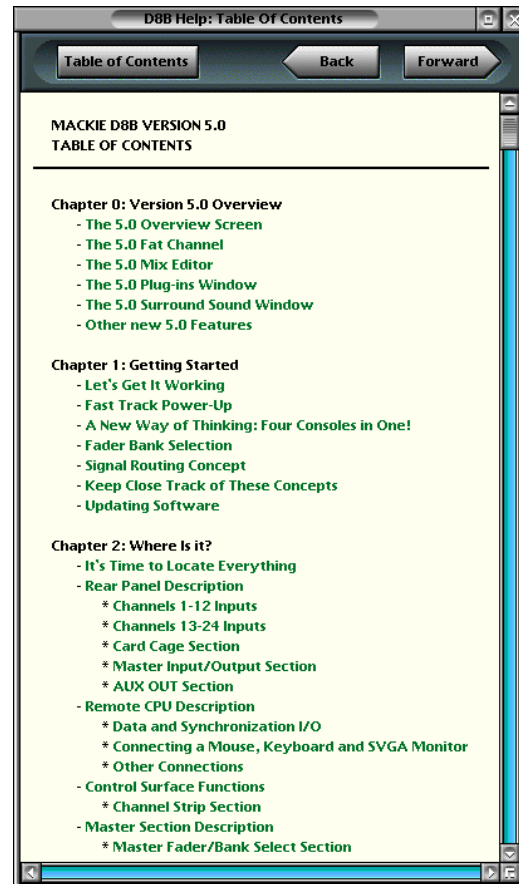 D8B Help: Table Of Contents
Table of Contents
Back
Forward
MACKIE D8B VERSION 5.0
TABLE OF CONTENTS
Chapter 0: Version 5.0 Overview
- The 5.0 Overview Screen
- The 5.0 Fat Channel
- The 5.0 Mix Editor
- The 5.0 Plug-ins Window
- The 5.0 Surround Sound Window
- Other new 5.0 Features
Chapter 1: Getting Started
- Let's Get It Working
- Fast Track Power-Up
- A New Way of Thinking: Four Consoles in One!
- Fader Bank Selection
- Signal Routing Concept
- Keep Close Track of These Concepts
- Updating Software
Chapter 2: Where Is it?
- It's Time to Locate Everything
- Rear Panel Description
* Channels 1-12 Inputs
* Channels 13-24 Inputs
* Card Cage Section
* Master Input/Output Section
* AUX OUT Section
- Remote CPU Description
* Data and Synchronization I/O
* Connecting a Mouse, Keyboard and SVGA Monitor
* Other Connections
- Control Surface Functions
* Channel Strip Section
- Master Section Description
* Master Fader/Bank Select Section